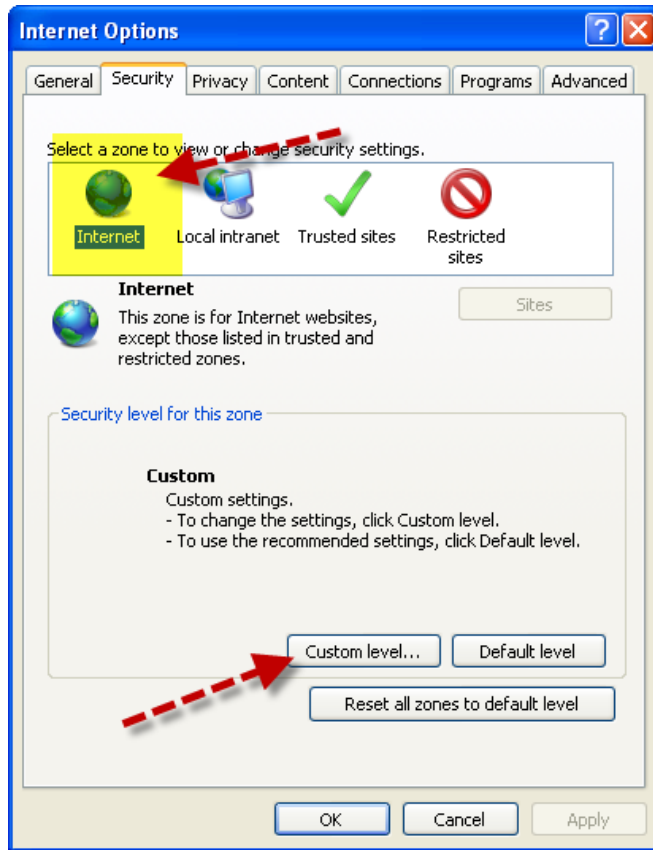 Internet Options
General Security Privacy Content Connections Programs Advanced
Select a zone to view or change security settings.
Internet Local intranet Trusted sites Restricted
sites
Internet
This zone is for Internet websites,
except those listed in trusted and
restricted zones.
Sites
Security level for this zone
Custom
Custom settings.
- To change the settings, click Custom level.
- To use the recommended settings, click Default level.
Custom level... Default level
Reset all zones to default level
OK Cancel Apply